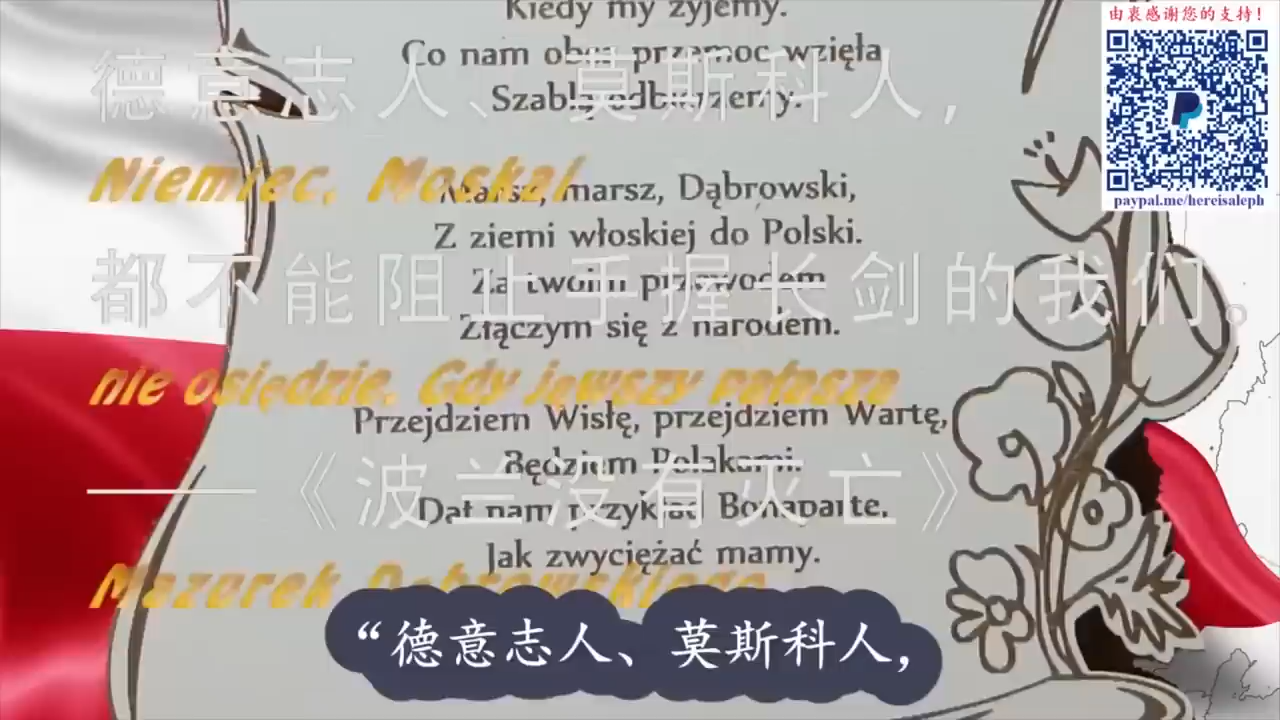 由衷感谢您的支持！
paypal.me/hereisaleph
Kiedy my żyjemy.
Co nam obca przemoc wzięła
Szablą odbierzemy.
Marsz, marsz, Dąbrowski,
Z ziemi włoskiej do Polski.
Za twoim przewodem
Złączym się z narodem.
Przejdziem Wisłę, przejdziem Wartę,
Będziem Polakami.
Dał nam przykład Bonaparte,
Jak zwyciężać mamy.
德意志人、莫斯科人，
Niemiec, Moskal
都不能阻止手握长剑的我们。
nie osiędzie, Gdy jąwszy pałasza
——《波兰没有灭亡》
Mazurek Dąbrowskiego
“德意志人、莫斯科人，